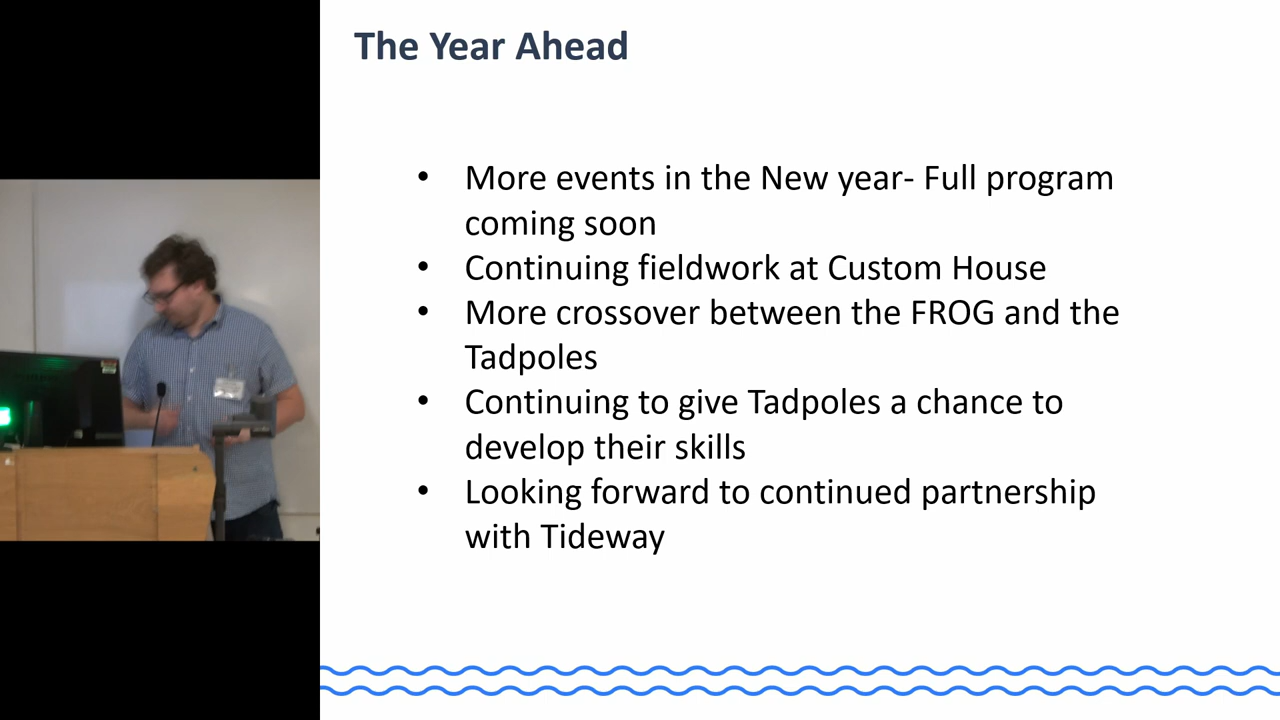 The Year Ahead
• More events in the New year- Full program
coming soon
• Continuing fieldwork at Custom House
• More crossover between the FROG and the
Tadpoles
• Continuing to give Tadpoles a chance to
develop their skills
• Looking forward to continued partnership
with Tideway